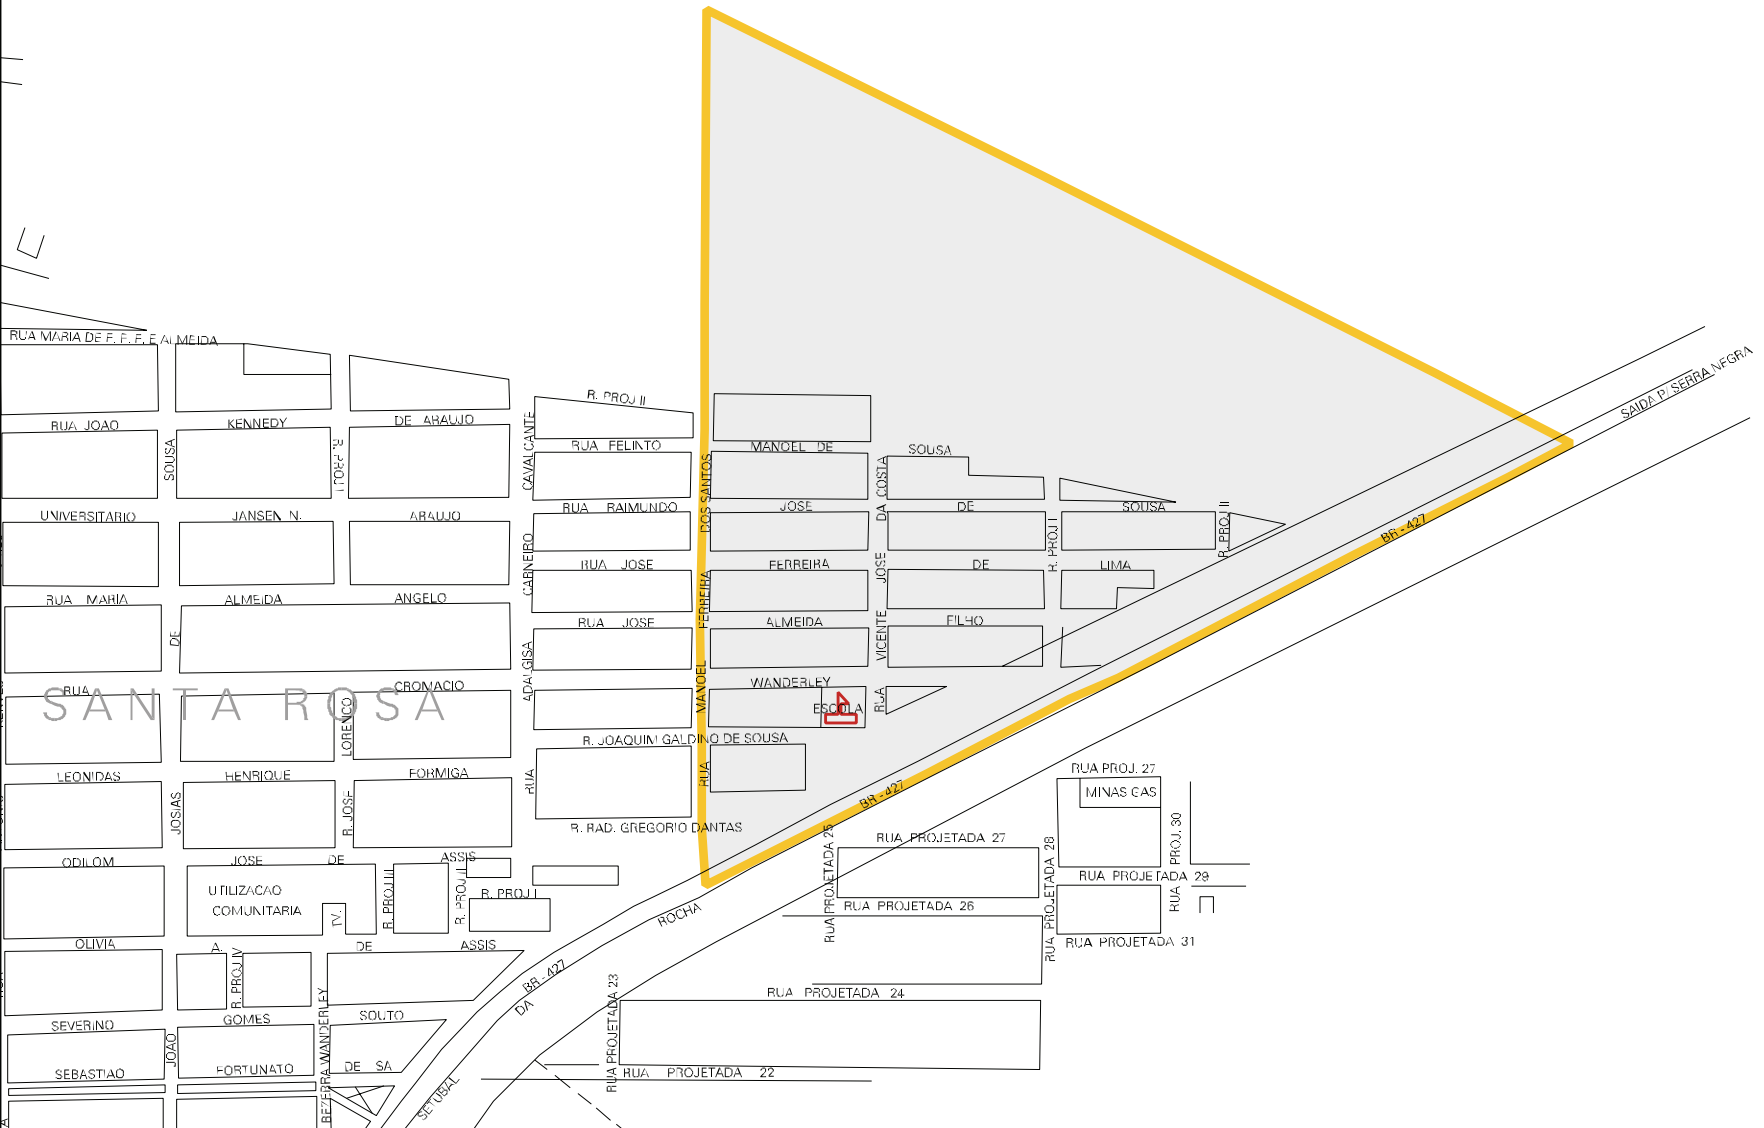 RUA MARIA DE F. F. F. E ALMEIDA
SAIDA P/ SERRA NEGRA
R. PROJ II
RUA JOAO KENNEDY DE ARAUJO
RUA FELINTO MANOEL DE SOUSA
SOUSA
R. PROJ I
CAVALCANTE
DOS SANTOS
DA COSTA
RUA RAIMUNDO JOSE DE SOUSA
UNIVERSITARIO JANSEN N. ARAUJO
R. PROJ I
R. PROJ II
BR - 427
CARNEIRO
FERREIRA
JOSE
RUA JOSE FERREIRA DE LIMA
RUA MARIA ALMEIDA ANGELO
RUA JOSE ALMEIDA FILHO
DE
ADALGISA
MANOEL
VICENTE
RUA CROMACIO WANDERLEY
SANTA ROSA
LORENCO
RUA
ESCOLA
R. JOAQUIM GALDINO DE SOUSA
LEONIDAS HENRIQUE FORMIGA
RUA
RUA
RUA PROJ. 27
MINAS GAS
BR - 427
JOSIAS
R. JOSE
R. RAD. GREGORIO DANTAS
RUA PROJETADA 25
RUA PROJETADA 27
RUA PROJETADA 28
PROJ. 30
RUA
ODILOM JOSE DE ASSIS
RUA PROJETADA 29
UTILIZACAO
COMUNITARIA
TV.
R. PROJ III
R. PROJ II
R. PROJ I
RUA PROJETADA 26
ROCHA
RUA PROJETADA 31
OLIVIA A. DE ASSIS
R. PROJ IV
BR - 427
DA
RUA PROJETADA 23
RUA PROJETADA 24
SEVERINO GOMES SOUTO
JOAO
BEZERRA WANDERLEY
SEBASTIAO FORTUNATO DE SA
SETUBAL
RUA PROJETADA 22